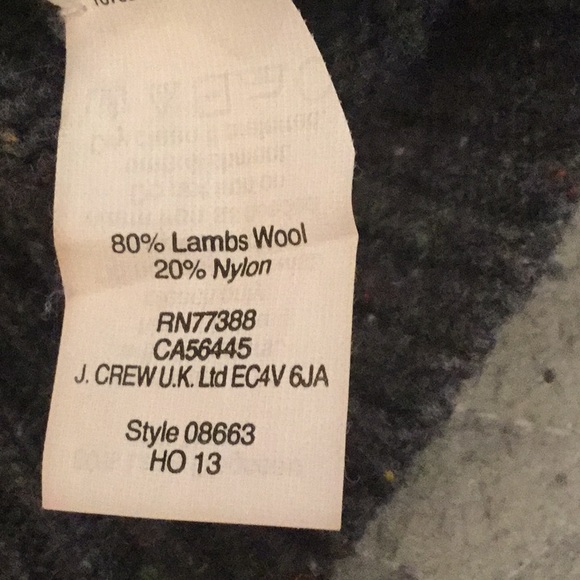 80% Lambs Wool
20% Nylon
RN77388
CA56445
J. CREW U.K. Ltd EC4V 6JA
Style 08663
HO 13